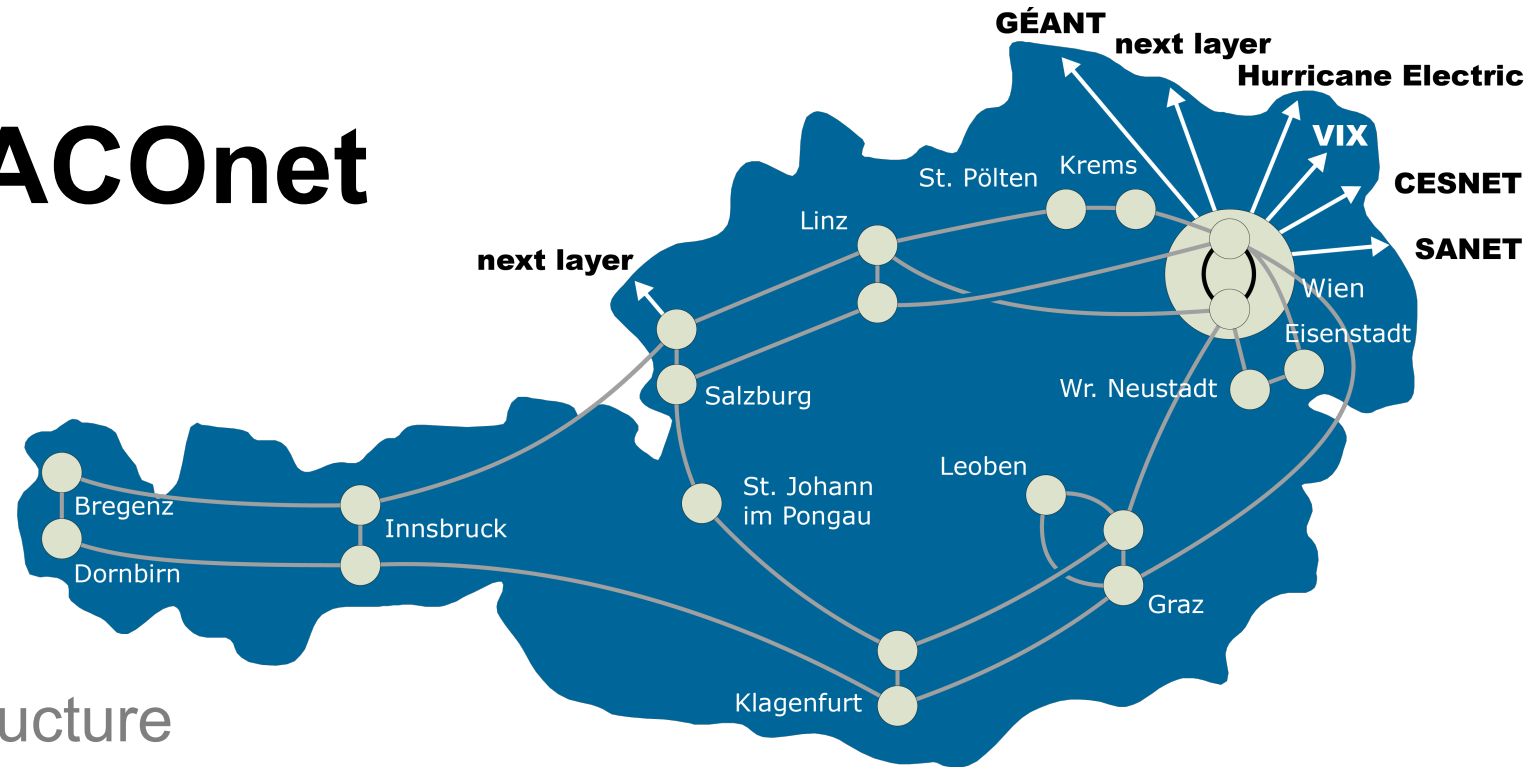 GÉANT
next layer
Hurricane Electric
VIX
ACOnet
Krems
St. Pölten
CESNET
Linz
SANET
next layer
Wien
Eisenstadt
Wr. Neustadt
Salzburg
Leoben
St. Johann
im Pongau
Bregenz
Innsbruck
Dornbirn
Graz
Klagenfurt
ucture